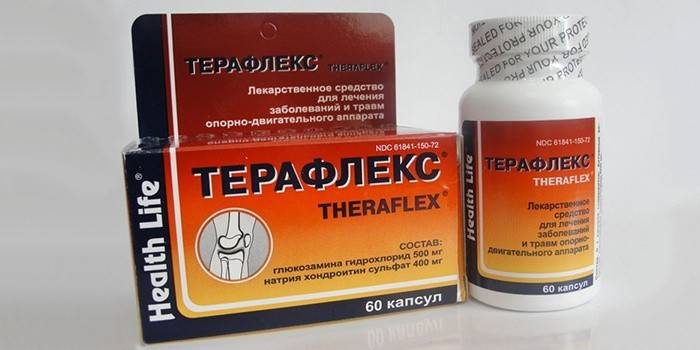 ТЕРАФЛЕКС® THERAFLEX®
Лекарственное средство
для лечения
заболеваний и травм
опорно-двигательного аппарата
Health Life®
NDC 61841-150-72
ТЕРАФЛЕКС®
THERAFLEX®
СОСТАВ:
глюкозамина гидрохлорид 500 мг
натрия хондроитин сульфат 400 мг
60 капсул
SEALED FOR YOUR PROTE
Health Life
NDC 61841-150-72
ТЕРАФЛЕКС®
THERAFLEX®
Лекарственное
средство
для лечения
заболеваний
и травм опорно-
двигательного аппарата
60 капсул